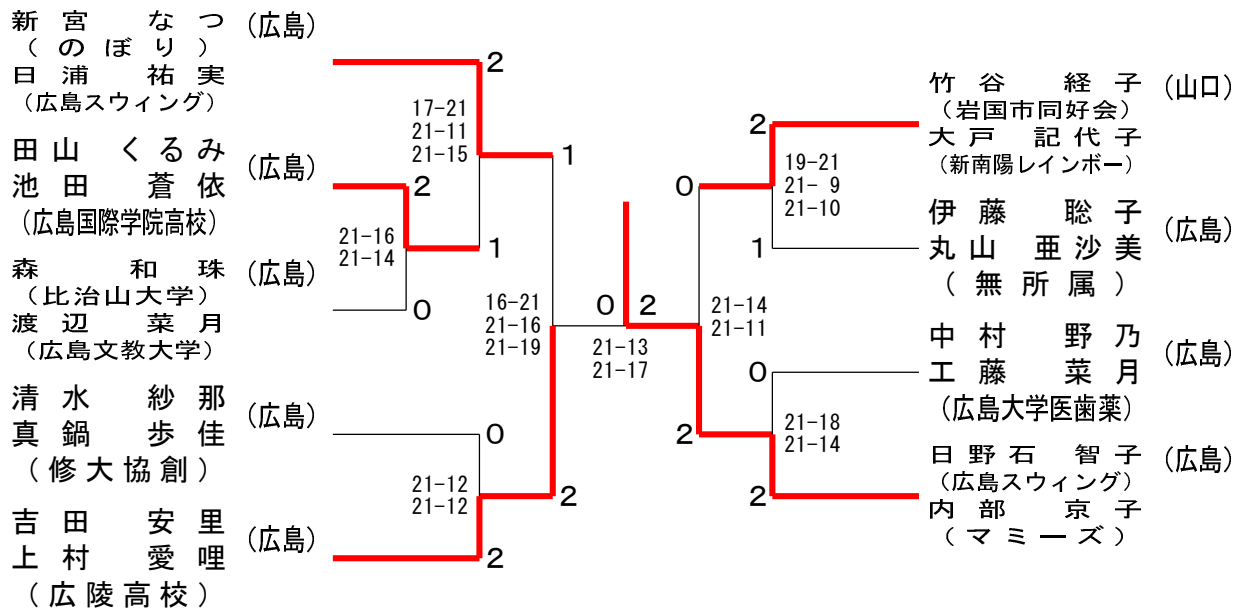 新宮 なつ (広島)
(のぼり)
日浦 祐実
(広島スウィング)
田山 くるみ (広島)
池田 蒼依
(広島国際学院高校)
森 和珠 (広島)
(比治山大学)
渡辺 菜月
(広島文教大学)
清水 紗那 (広島)
真鍋 歩佳
(修大協創)
吉田 安里 (広島)
上村 愛哩
(広陵高校)
2
17-21
21-11
21-15
1
2
21-16
21-14
1
0
16-21
21-16
21-19
0
21-12
21-12
2
2
0 2
21-13
21-17
竹谷 経子 (山口)
(岩国市同好会)
大戸 記代子
(新南陽レインボー)
伊藤 聡子 (広島)
丸山 亜沙美
(無所属)
中村 野乃 (広島)
工藤 菜月
(広島大学医歯薬)
日野石 智子 (広島)
(広島スウィング)
内部 京子
(マミーズ)
2
19-21
21- 9
21-10
0
1
21-14
21-11
0
21-18
21-14
2
2